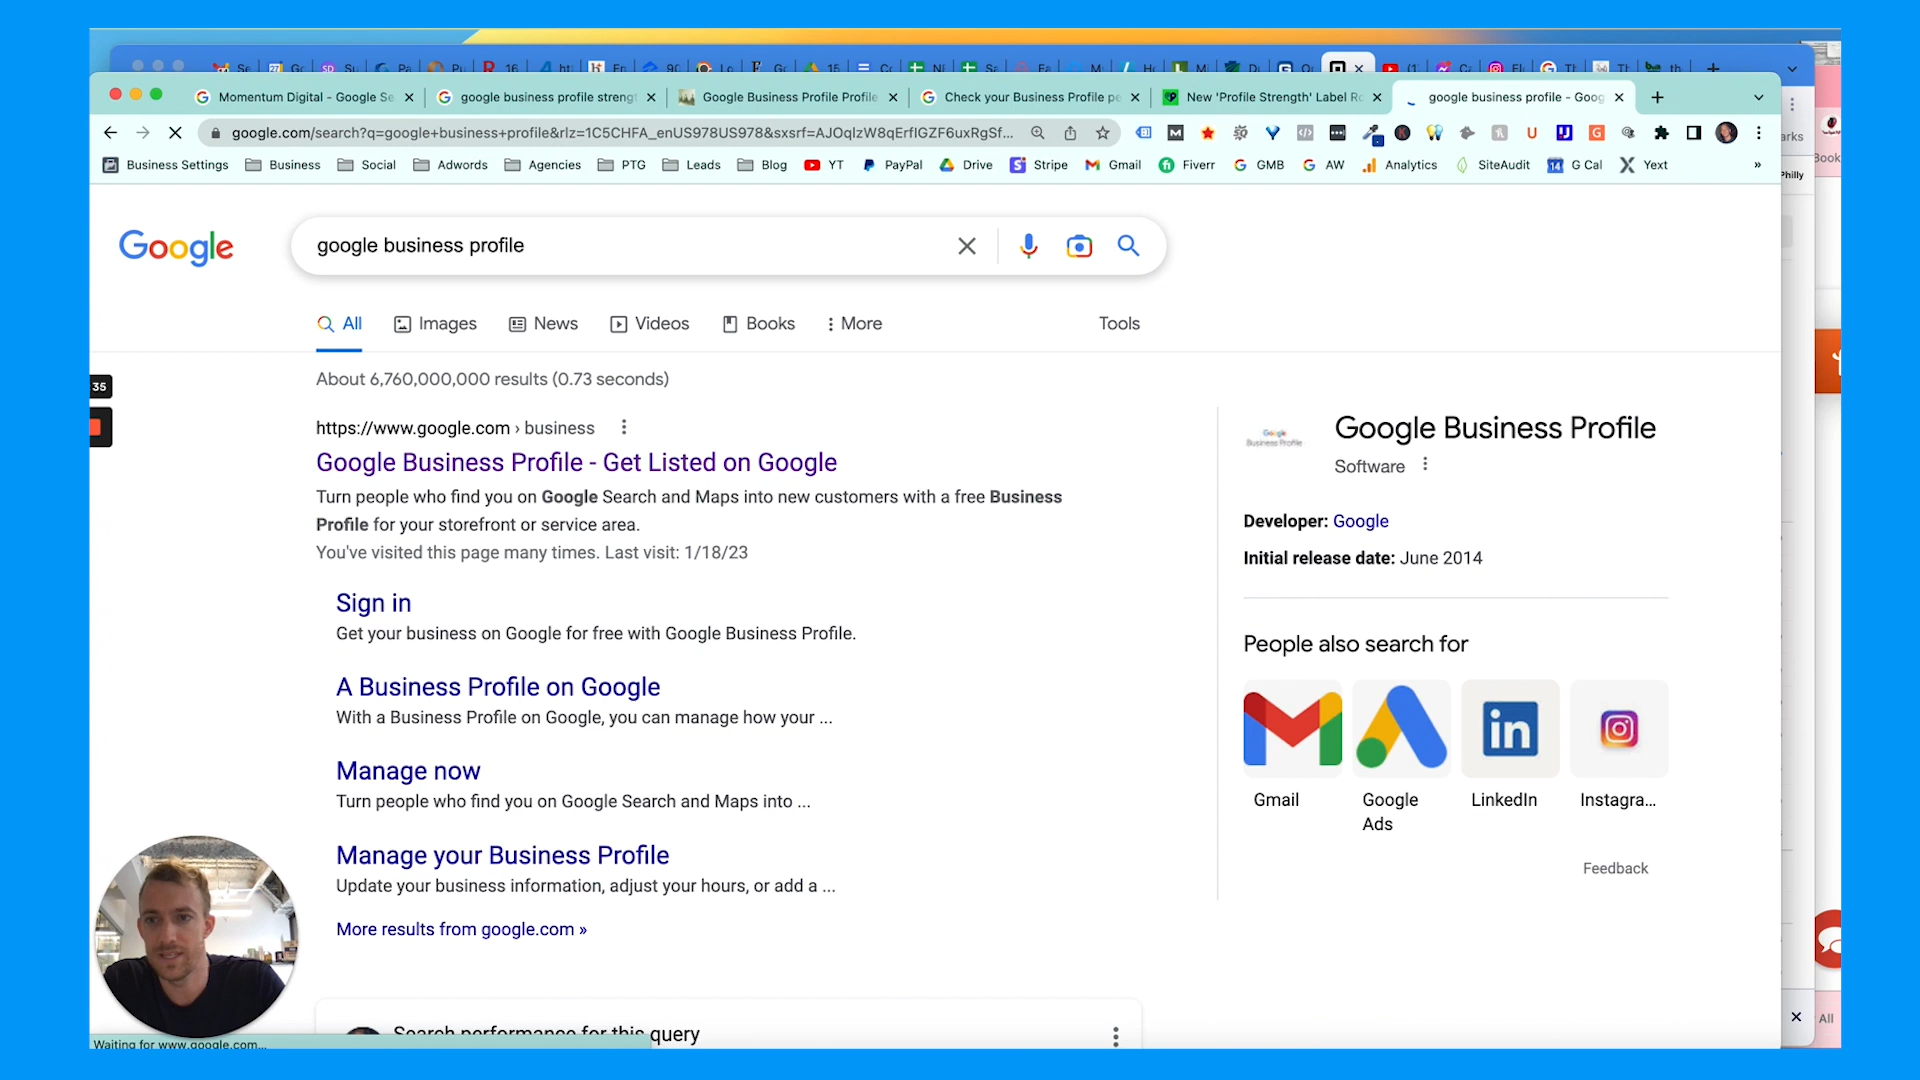 Momentum Digital - Google Se
google business profile streng
Google Business Profile Profile
Check your Business Profile pe
New 'Profile Strength' Label Ro
google business profile - Goog
google.com/search?q=google+business+profile&rlz=1C5CHFA_enUS978US978&sxsrf=AJOqlzW8qErfIGZF6uxRgSf...
Business Settings
Business
Social
Adwords
Agencies
PTG
Leads
Blog
YT
PayPal
Drive
Stripe
Gmail
Fiverr
GMB
AW
Analytics
SiteAudit
G Cal
Yext
»
Philly
Google
google business profile
All
Images
News
Videos
Books
More
Tools
About 6,760,000,000 results (0.73 seconds)
35
https://www.google.com › business
Google Business Profile - Get Listed on Google
Turn people who find you on Google Search and Maps into new customers with a free Business
Profile for your storefront or service area.
You've visited this page many times. Last visit: 1/18/23
Sign in
Get your business on Google for free with Google Business Profile.
A Business Profile on Google
With a Business Profile on Google, you can manage how your ...
Manage now
Turn people who find you on Google Search and Maps into ...
Manage your Business Profile
Update your business information, adjust your hours, or add a ...
More results from google.com »
Search performance for this query
Google Business Profile
Google Business Profile
Software
Developer: Google
Initial release date: June 2014
People also search for
Gmail
Google
Ads
LinkedIn
Instagra...
Feedback
All
Waiting for www.google.com...